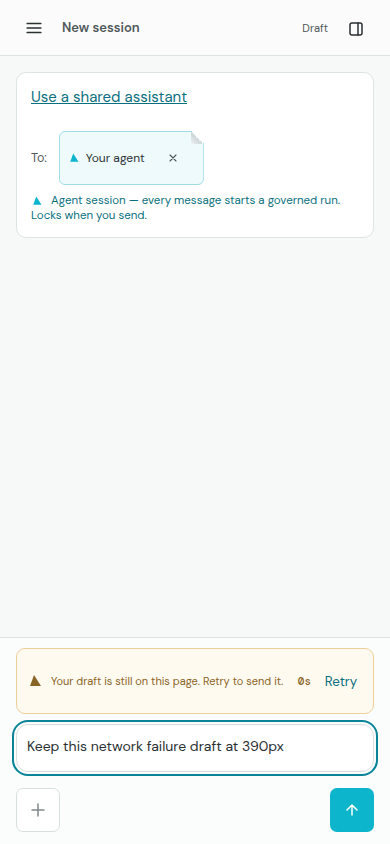 New session
Draft
Use a shared assistant
To:
Your agent
Agent session — every message starts a governed run.
Locks when you send.
Your draft is still on this page. Retry to send it.
0s
Retry
Keep this network failure draft at 390px